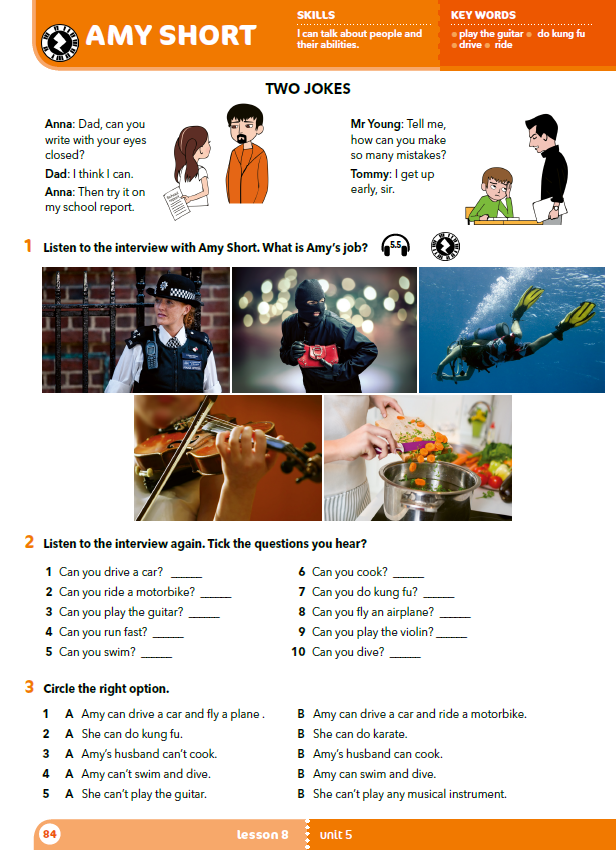 AMY SHORT
SKILLS
I can talk about people and
their abilities.
KEY WORDS
play the guitar • do kung fu
• drive • ride
TWO JOKES
Anna: Dad, can you
write with your eyes
closed?
Dad: I think I can.
Anna: Then try it on
my school report.
Mr Young: Tell me,
how can you make
so many mistakes?
Tommy: I get up
early, sir.
1 Listen to the interview with Amy Short. What is Amy's job? 5.5
2 Listen to the interview again. Tick the questions you hear?
1 Can you drive a car? ______
2 Can you ride a motorbike? ______
3 Can you play the guitar? ______
4 Can you run fast? ______
5 Can you swim? ______
6 Can you cook? ______
7 Can you do kung fu? ______
8 Can you fly an airplane? ______
9 Can you play the violin? ______
10 Can you dive? ______
3 Circle the right option.
1 A Amy can drive a car and fly a plane . B Amy can drive a car and ride a motorbike.
2 A She can do kung fu. B She can do karate.
3 A Amy's husband can't cook. B Amy's husband can cook.
4 A Amy can't swim and dive. B Amy can swim and dive.
5 A She can't play the guitar. B She can't play any musical instrument.
84 lesson 8 unit 5